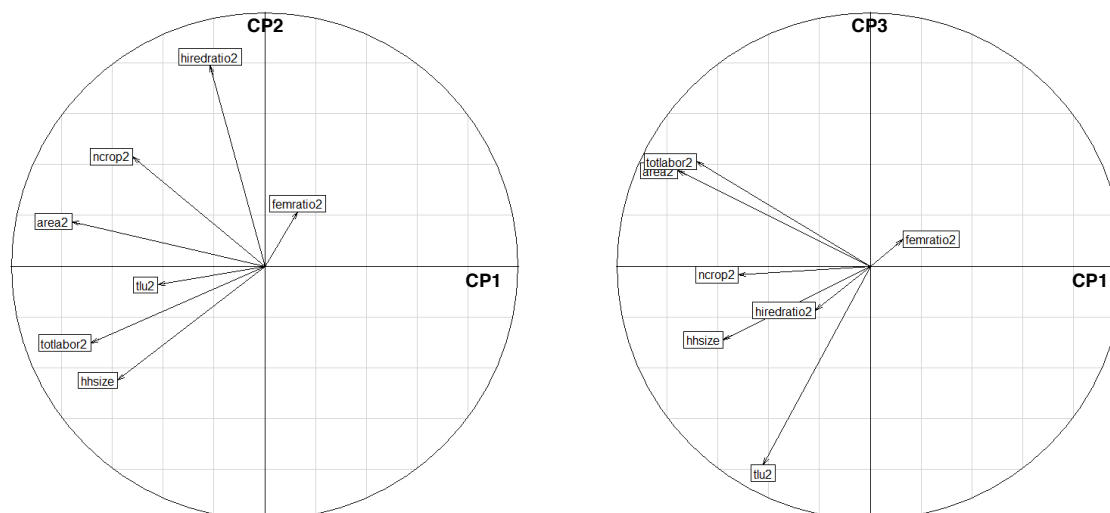 CP2
hiredratio2
ncrop2
femratio2
area2
CP1
tlu2
totlabor2
hhsize
CP3
totlabor2
area2
femratio2
ncrop2
CP1
hiredratio2
hhsize
tlu2